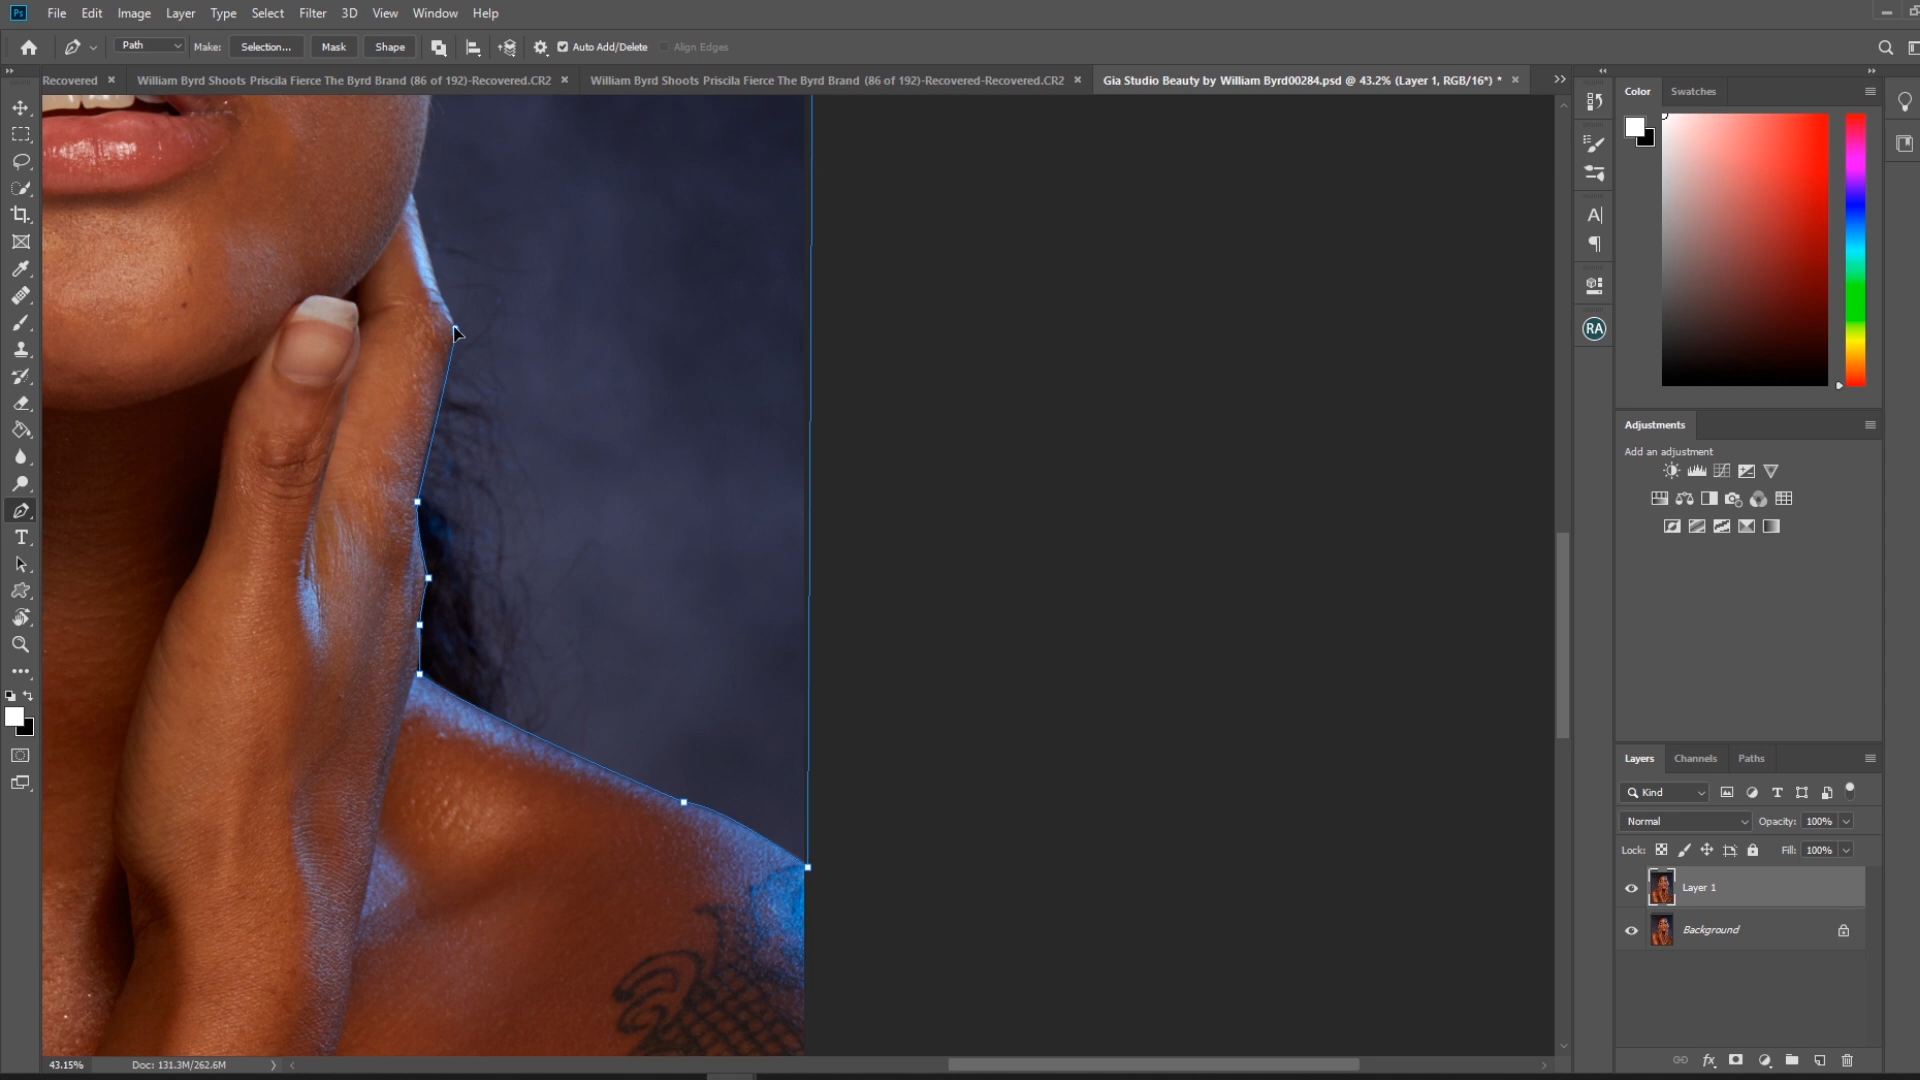 Ps File Edit Image Layer Type Select Filter 3D View Window Help
Path Make: Selection... Mask Shape Auto Add/Delete Align Edges
Recovered × William Byrd Shoots Priscila Fierce The Byrd Brand (86 of 192)-Recovered.CR2 × William Byrd Shoots Priscila Fierce The Byrd Brand (86 of 192)-Recovered-Recovered.CR2 × Gia Studio Beauty by William Byrd00284.psd @ 43.2% (Layer 1, RGB/16*) * ×
Color Swatches
RA
Adjustments
Add an adjustment
Layers Channels Paths
Kind
Normal Opacity: 100%
Lock: Fill: 100%
Layer 1
Background
fx
43.15% Doc: 131.3M/262.6M